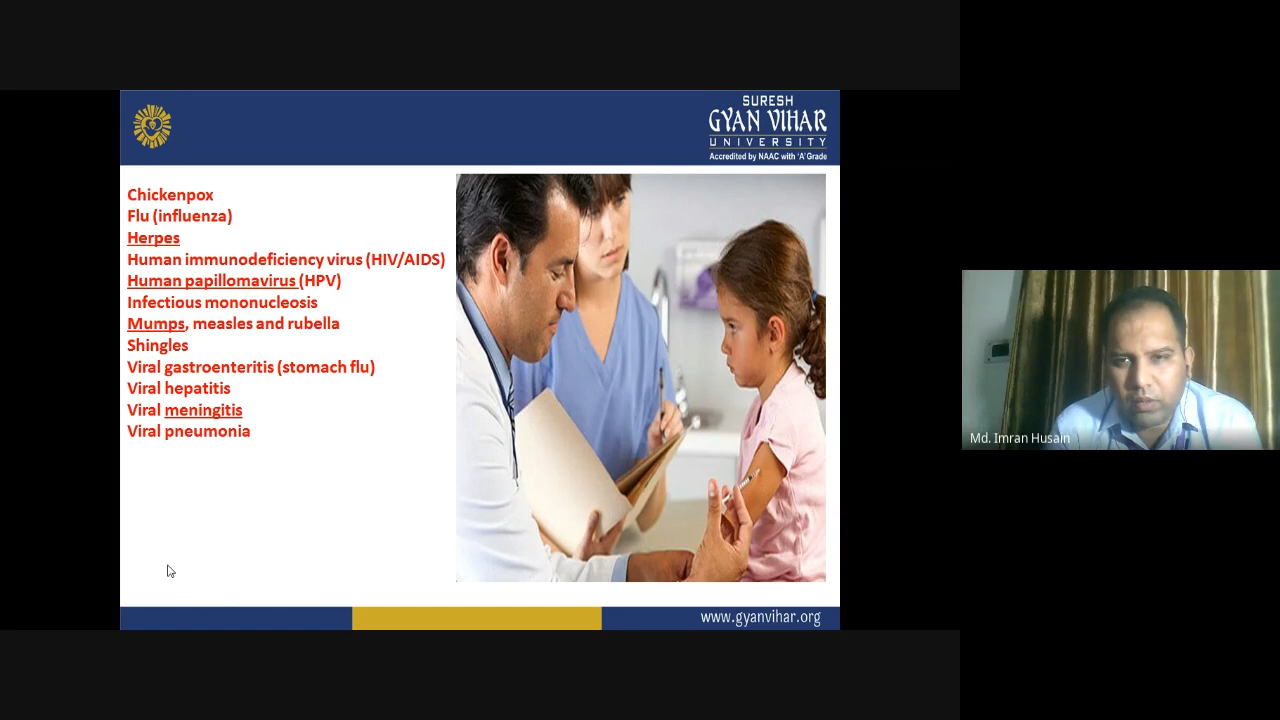 SURESH
GYAN VIHAR
UNIVERSITY
Accredited by NAAC with 'A' Grade
Chickenpox
Flu (influenza)
Herpes
Human immunodeficiency virus (HIV/AIDS)
Human papillomavirus (HPV)
Infectious mononucleosis
Mumps, measles and rubella
Shingles
Viral gastroenteritis (stomach flu)
Viral hepatitis
Viral meningitis
Viral pneumonia
www.gyanvihar.org
Md. Imran Husain